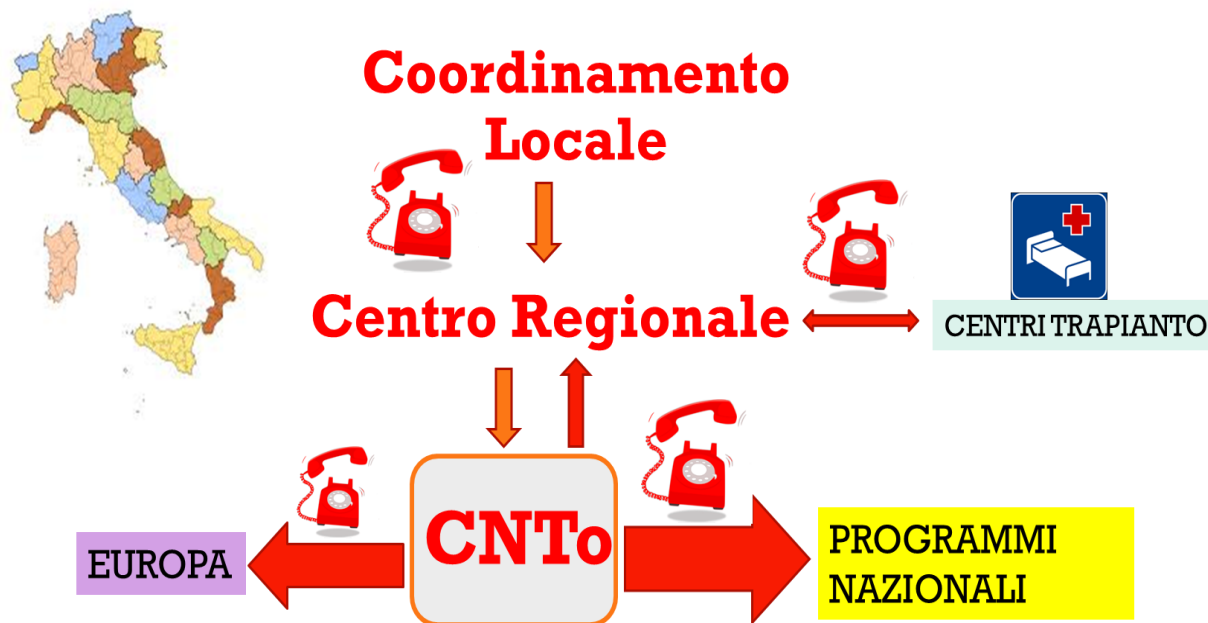 Coordinamento
Locale
Centro Regionale
CENTRI TRAPIANTO
CNTo
EUROPA
PROGRAMMI
NAZIONALI